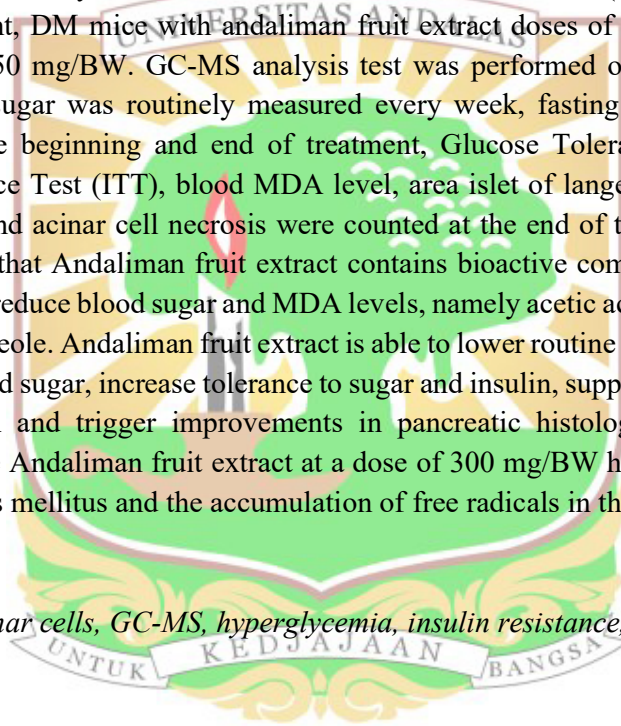 UNIVERSITAS ANDALAS
nt, DM mice with andaliman fruit extract doses of
50 mg/BW. GC-MS analysis test was performed o
sugar was routinely measured every week, fasting
e beginning and end of treatment, Glucose Tolera
ce Test (ITT), blood MDA level, area islet of lange
nd acinar cell necrosis were counted at the end of t
that Andaliman fruit extract contains bioactive com
reduce blood sugar and MDA levels, namely acetic ac
eole. Andaliman fruit extract is able to lower routine
d sugar, increase tolerance to sugar and insulin, supp
n and trigger improvements in pancreatic histolog
Andaliman fruit extract at a dose of 300 mg/BW h
s mellitus and the accumulation of free radicals in th
nar cells, GC-MS, hyperglycemia, insulin resistance,
UNTUK KEDJAJAAN BANGSA